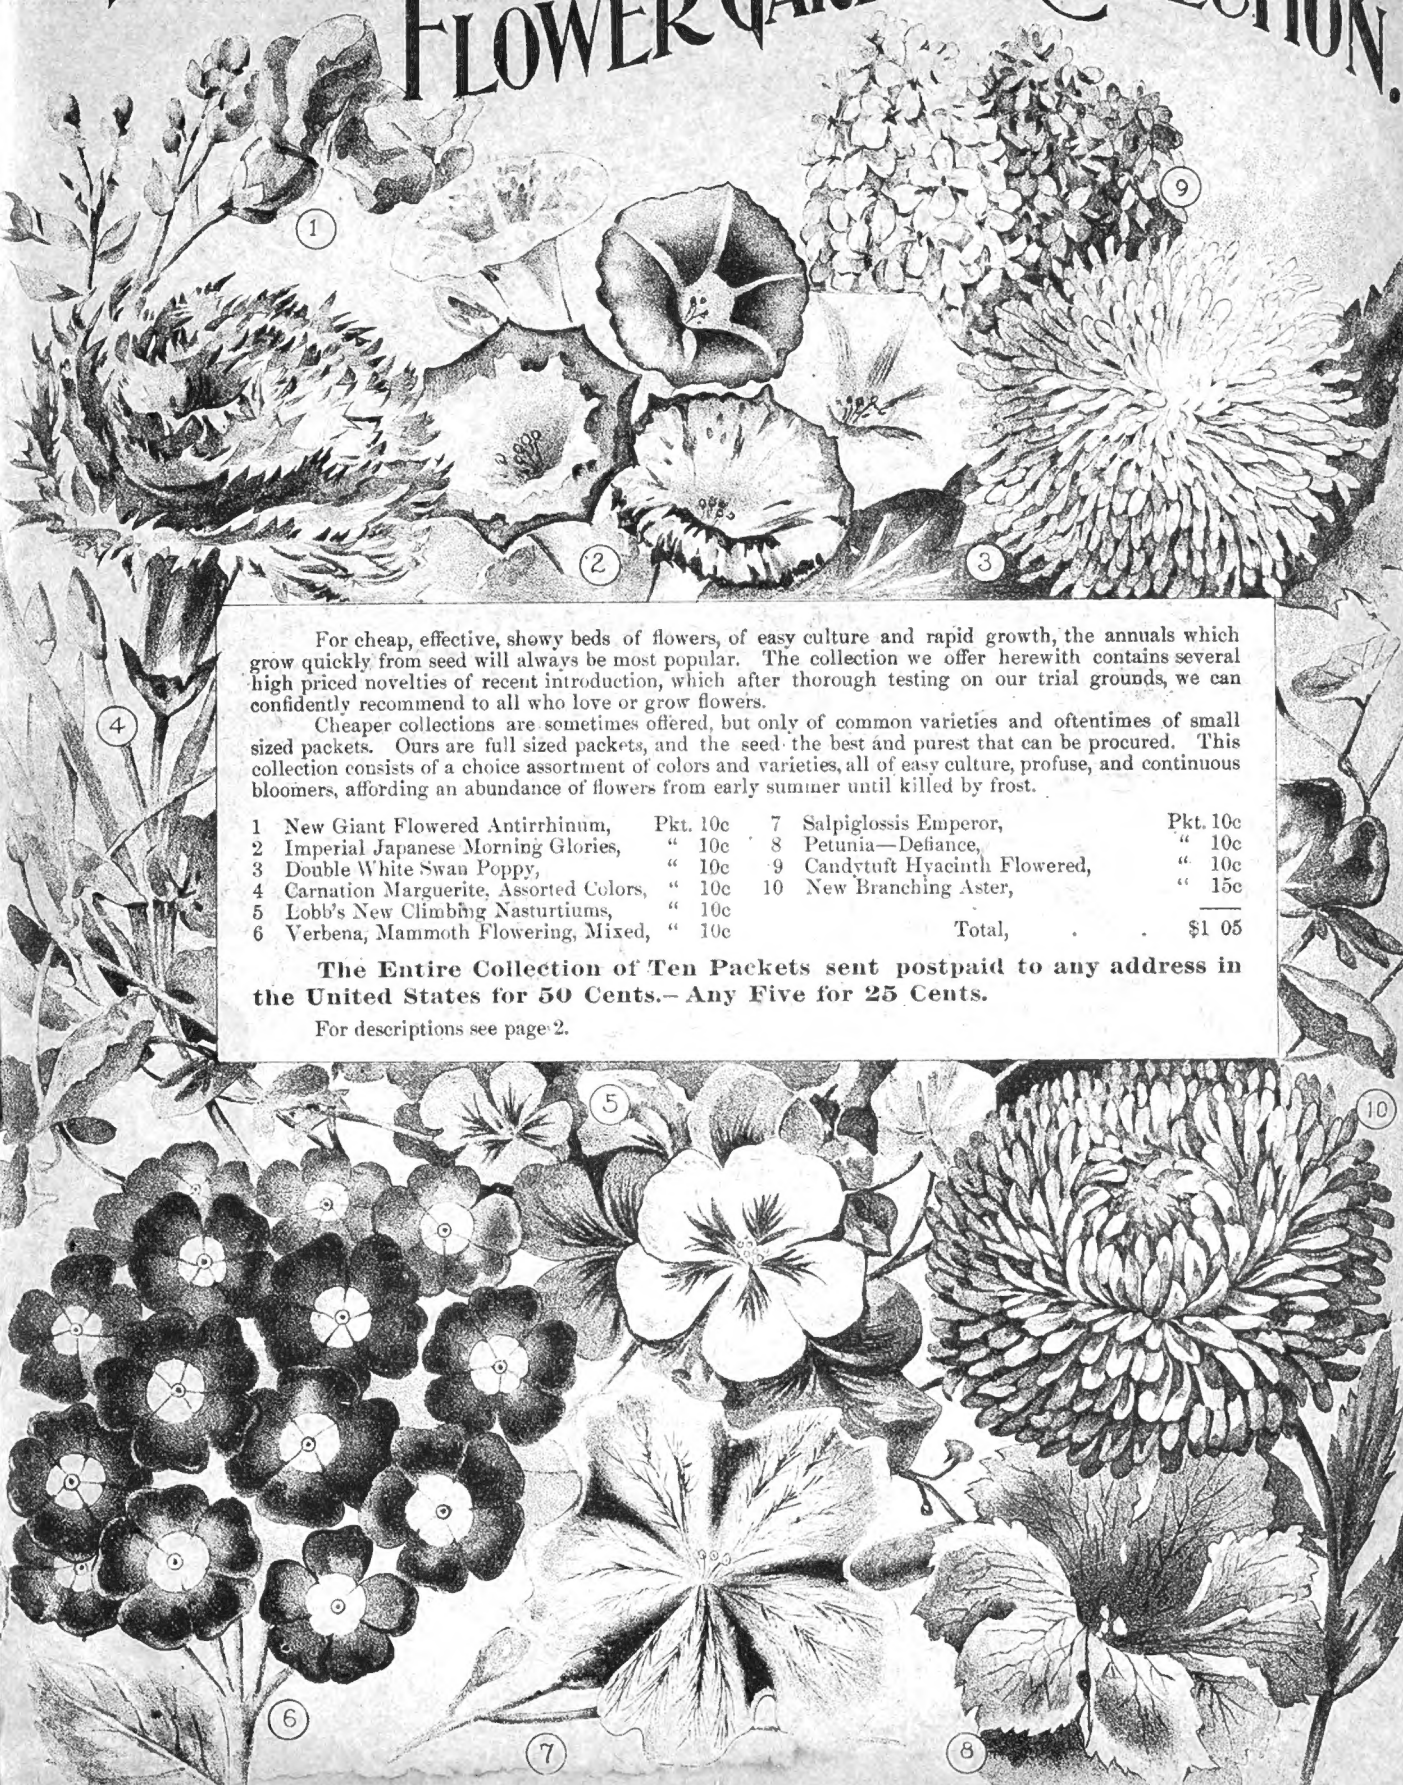 FLOWER GARDEN COLLECTION.
1
9
2
3
4
For cheap, effective, showy beds of flowers, of easy culture and rapid growth, the annuals which
grow quickly from seed will always be most popular. The collection we offer herewith contains several
high priced novelties of recent introduction, which after thorough testing on our trial grounds, we can
confidently recommend to all who love or grow flowers.
Cheaper collections are sometimes offered, but only of common varieties and oftentimes of small
sized packets. Ours are full sized packets, and the seed the best and purest that can be procured. This
collection consists of a choice assortment of colors and varieties, all of easy culture, profuse, and continuous
bloomers, affording an abundance of flowers from early summer until killed by frost.
1 New Giant Flowered Antirrhinum, Pkt. 10c
2 Imperial Japanese Morning Glories, " 10c
3 Double White Swan Poppy, " 10c
4 Carnation Marguerite, Assorted Colors, " 10c
5 Lobb's New Climbing Nasturtiums, " 10c
6 Verbena, Mammoth Flowering, Mixed, " 10c
7 Salpiglossis Emperor, Pkt. 10c
8 Petunia—Defiance, " 10c
9 Candytuft Hyacinth Flowered, " 10c
10 New Branching Aster, " 15c
Total, . . $1 05
The Entire Collection of Ten Packets sent postpaid to any address in
the United States for 50 Cents.—Any Five for 25 Cents.
For descriptions see page 2.
5
10
6
7
8